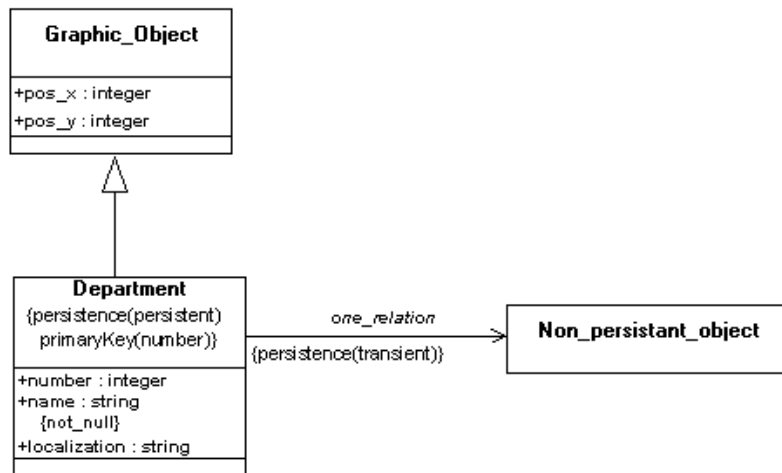 Graphic_Object
+pos_x : integer
+pos_y : integer
Department
{persistence(persistent)
primaryKey(number)}
+number : integer
+name : string
{not_null}
+localization : string
one_relation
{persistence(transient)}
Non_persistant_object